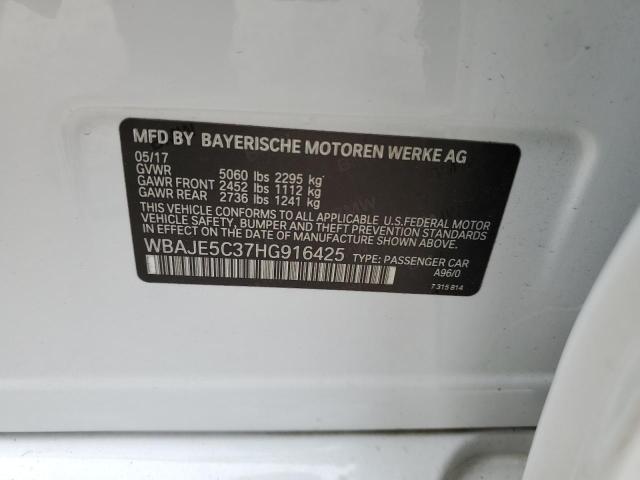 MFD BY BAYERISCHE MOTOREN WERKE AG
05/17
GVWR 5060 lbs 2295 kg
GAWR FRONT 2452 lbs 1112 kg
GAWR REAR 2736 lbs 1241 kg
THIS VEHICLE CONFORMS TO ALL APPLICABLE U.S.FEDERAL MOTOR
VEHICLE SAFETY, BUMPER AND THEFT PREVENTION STANDARDS
IN EFFECT ON THE DATE OF MANUFACTURE SHOWN ABOVE.
WBAJE5C37HG916425 TYPE: PASSENGER CAR
A96/0
7 315 814